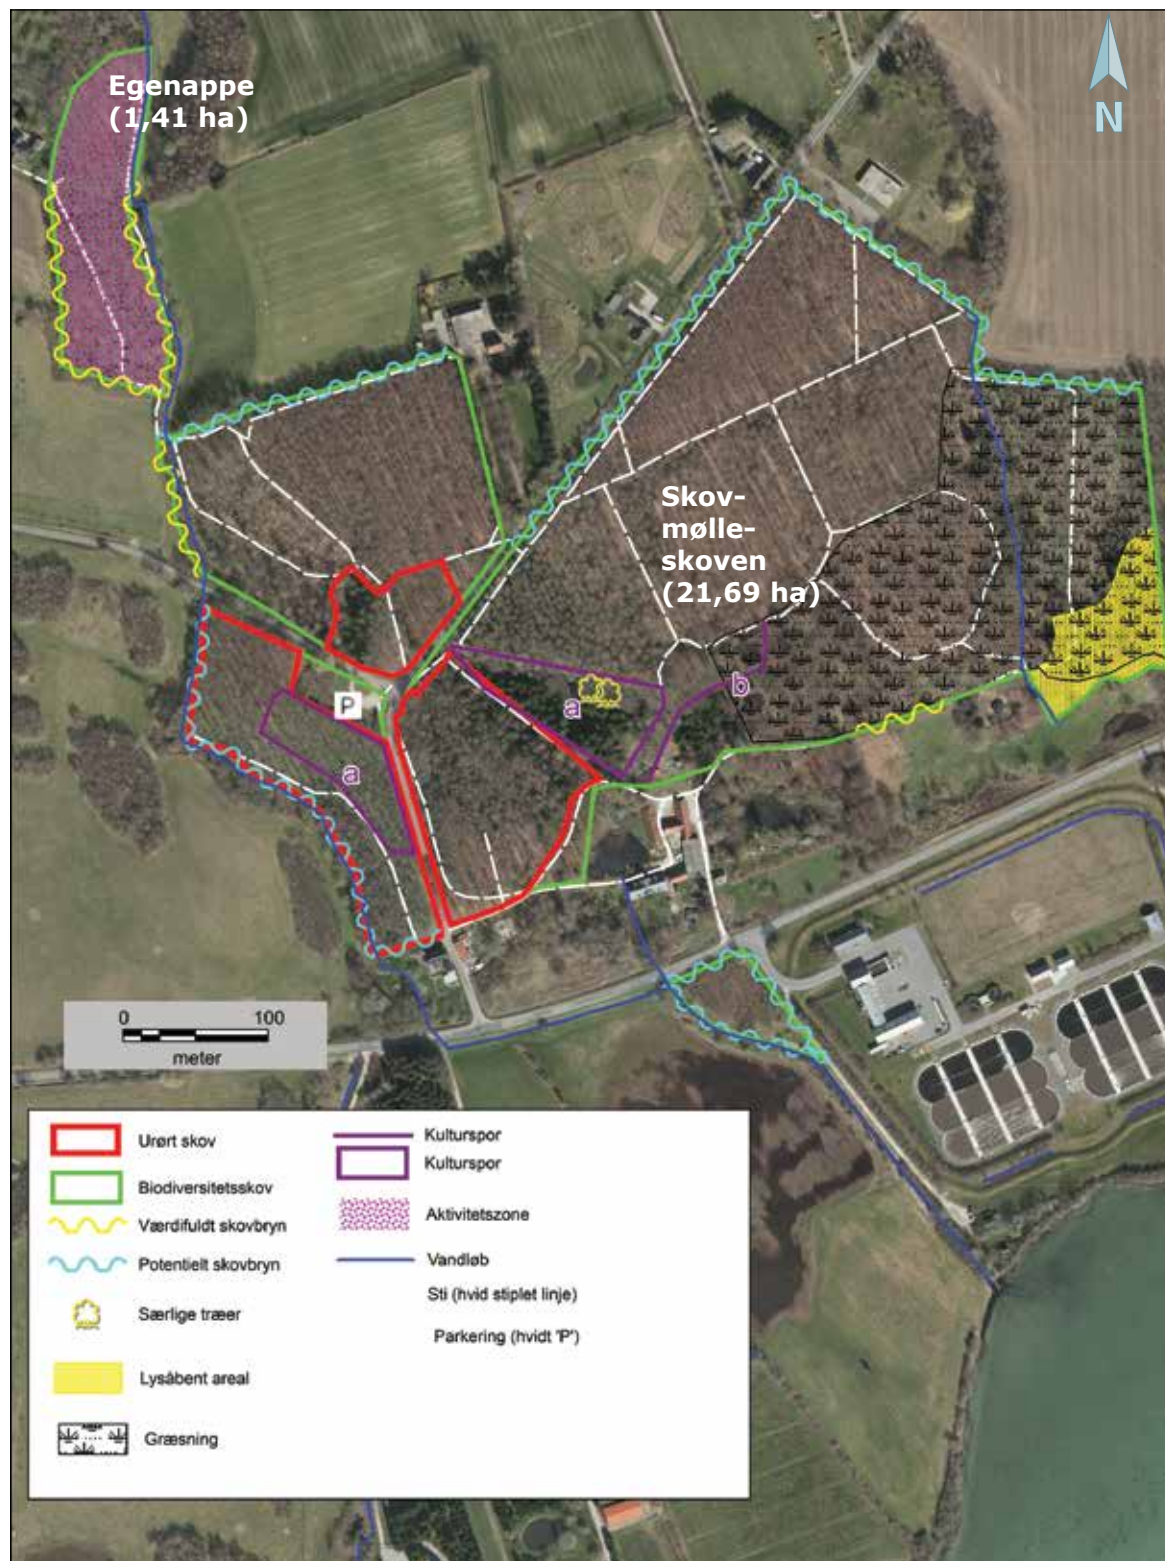 Egenappe
(1,41 ha)
N
Skov-
mølle-
skoven
(21,69 ha)
P
a
a
b
0 100
meter
Urørt skov
Biodiversitetsskov
Værdifuldt skovbryn
Potentielt skovbryn
Særlige træer
Lysåbent areal
Græsning
Kulturspor
Kulturspor
Aktivitetszone
Vandløb
Sti (hvid stiplet linje)
Parkering (hvidt 'P')